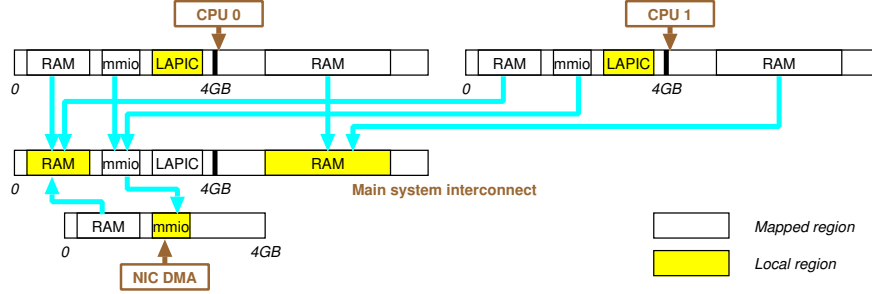 CPU 0
CPU 1
RAM mmio LAPIC RAM
RAM mmio LAPIC RAM
0 4GB
0 4GB
RAM mmio LAPIC RAM
0 4GB
Main system interconnect
RAM mmio
0 4GB
NIC DMA
Mapped region
Local region